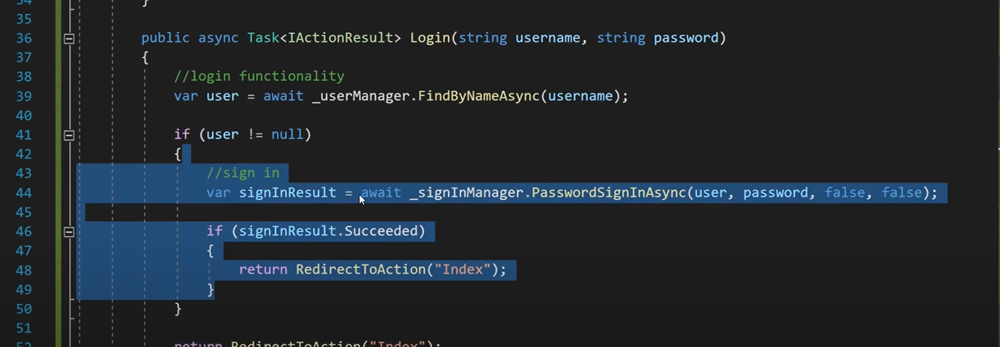 34 }
35
36 public async Task<IActionResult> Login(string username, string password)
37 {
38 //login functionality
39 var user = await _userManager.FindByNameAsync(username);
40
41 if (user != null)
42 {
43 //sign in
44 var signInResult = await _signInManager.PasswordSignInAsync(user, password, false, false);
45
46 if (signInResult.Succeeded)
47 {
48 return RedirectToAction("Index");
49 }
50 }
51
52 return RedirectToAction("Index");